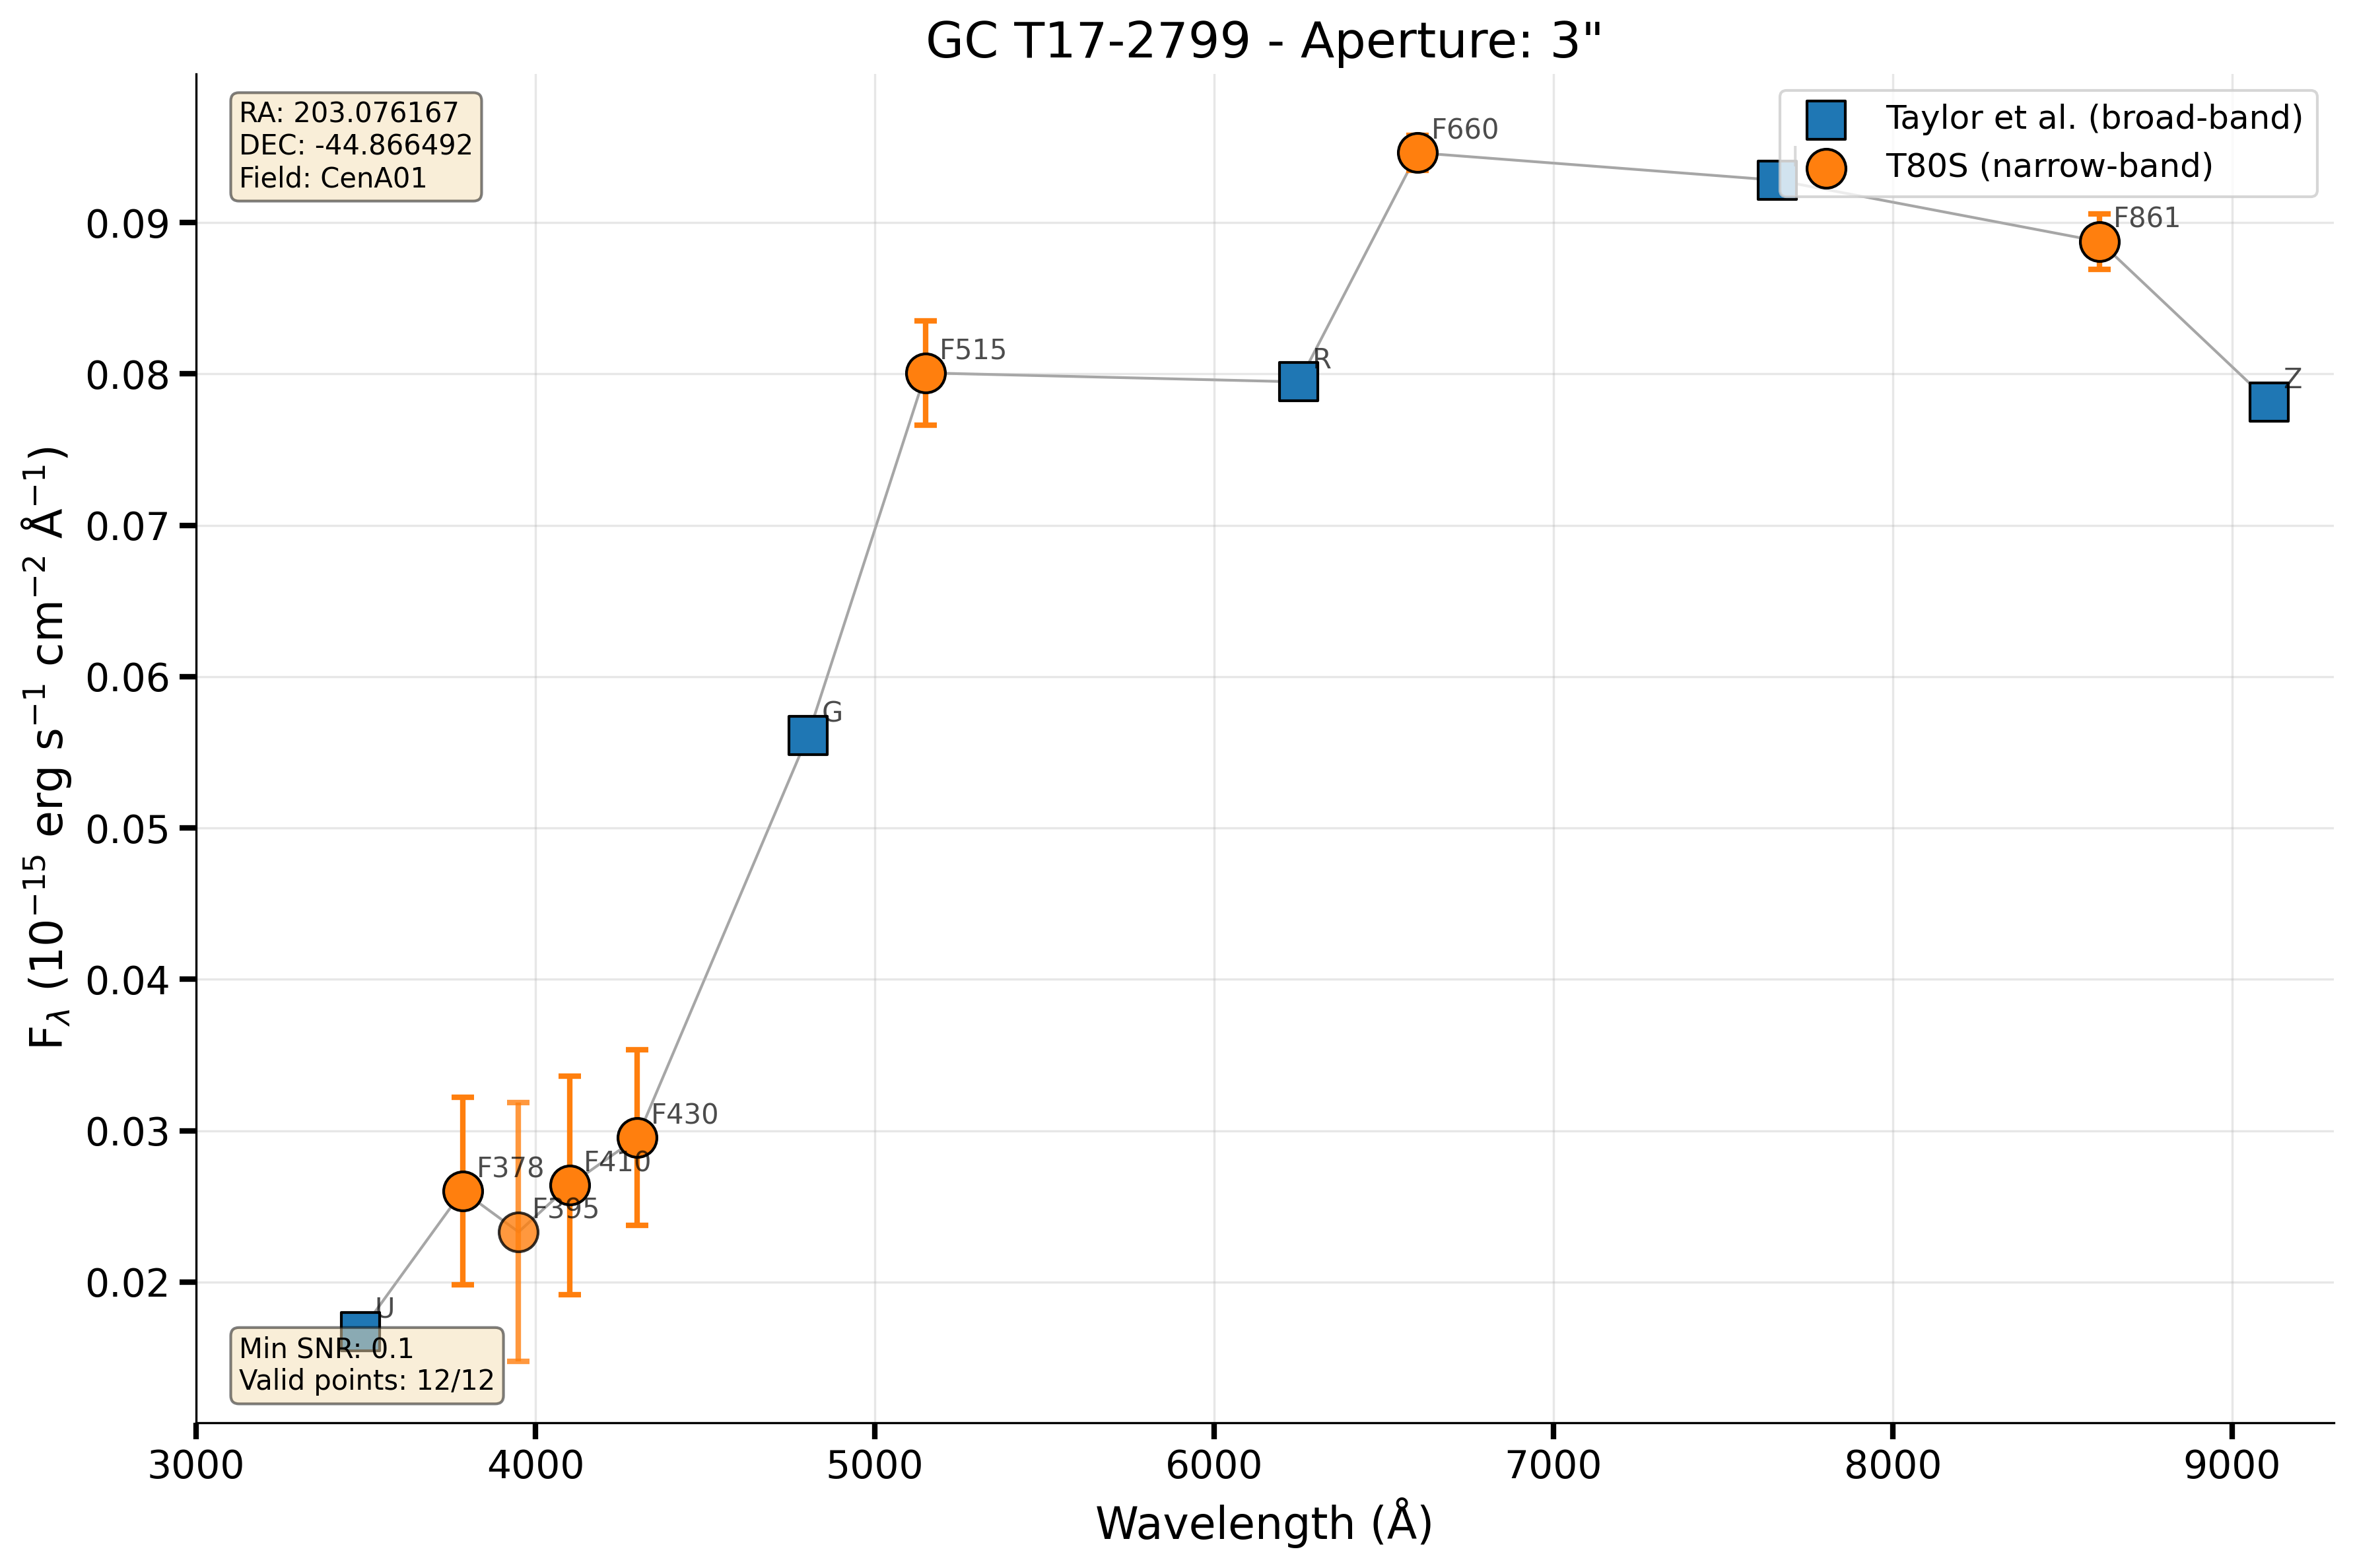 GC T17-2799 - Aperture: 3"
RA: 203.076167
DEC: -44.866492
Field: CenA01
Taylor et al. (broad-band)
T80S (narrow-band)
F660
F861
F515
R
Z
G
F430
F410
F378
F395
U
Min SNR: 0.1
Valid points: 12/12
0.09
0.08
0.07
0.06
0.05
0.04
0.03
0.02
F_λ (10⁻¹⁵ erg s⁻¹ cm⁻² Å⁻¹)
3000 4000 5000 6000 7000 8000 9000
Wavelength (Å)